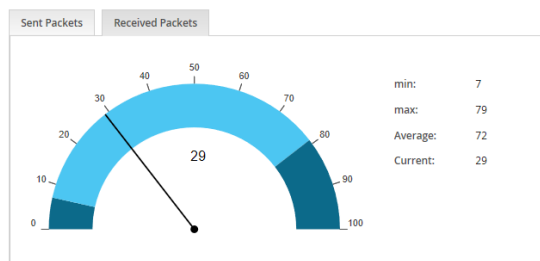 Sent Packets Received Packets
50
40 60
30 70
20 80
10 90
0 100
29
min: 7
max: 79
Average: 72
Current: 29